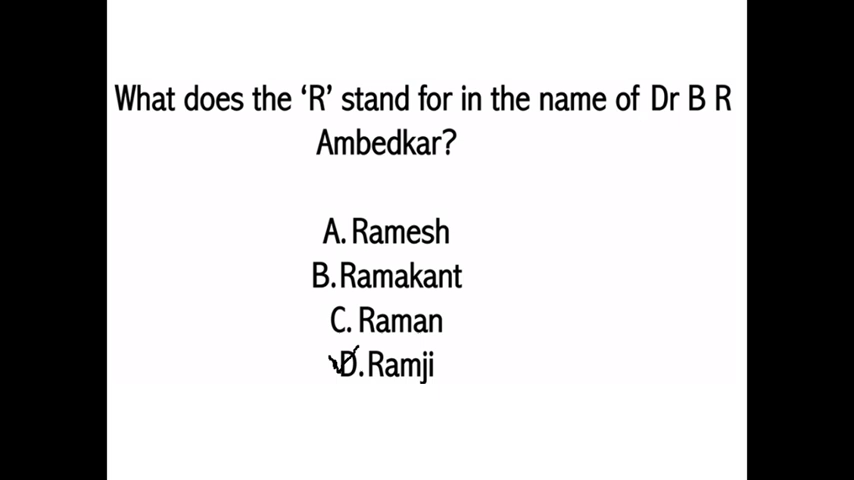 What does the ‘R’ stand for in the name of Dr B R
Ambedkar?
A. Ramesh
B. Ramakant
C. Raman
D. Ramji